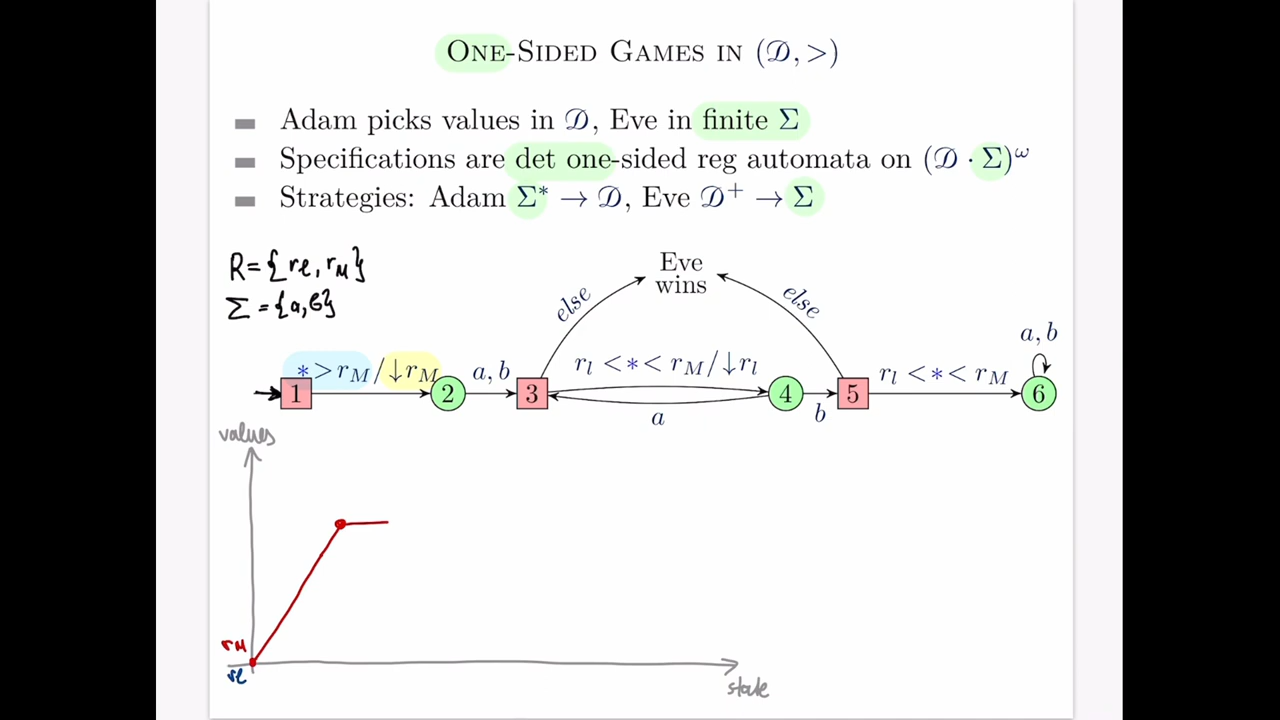 ONE-SIDED GAMES IN (𝒟, >)
Adam picks values in 𝒟, Eve in finite Σ
Specifications are det one-sided reg automata on (𝒟 · Σ)^ω
Strategies: Adam Σ* → 𝒟, Eve 𝒟⁺ → Σ
R={rℓ, r_M}
Σ={a,b}
Eve
wins
else
else
a, b
* > r_M / ↓r_M
a, b
r_l < * < r_M / ↓r_l
r_l < * < r_M
1
2
3
4
5
6
a
b
values
r_M
rℓ
state